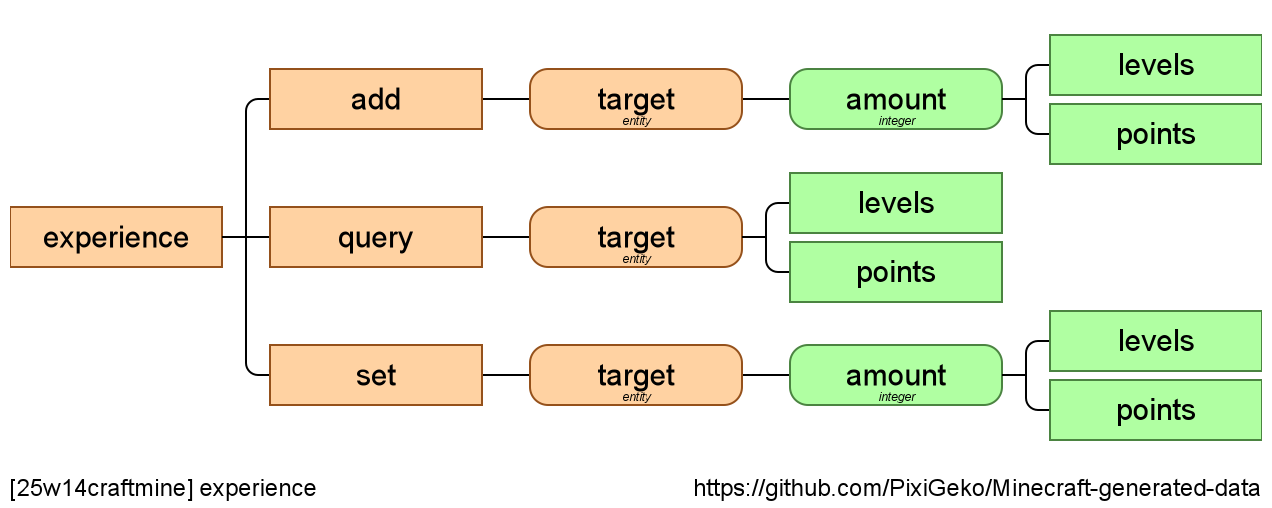 experience
add
target
entity
amount
integer
levels
points
query
target
entity
levels
points
set
target
entity
amount
integer
levels
points
[25w14craftmine] experience
https://github.com/PixiGeko/Minecraft-generated-data